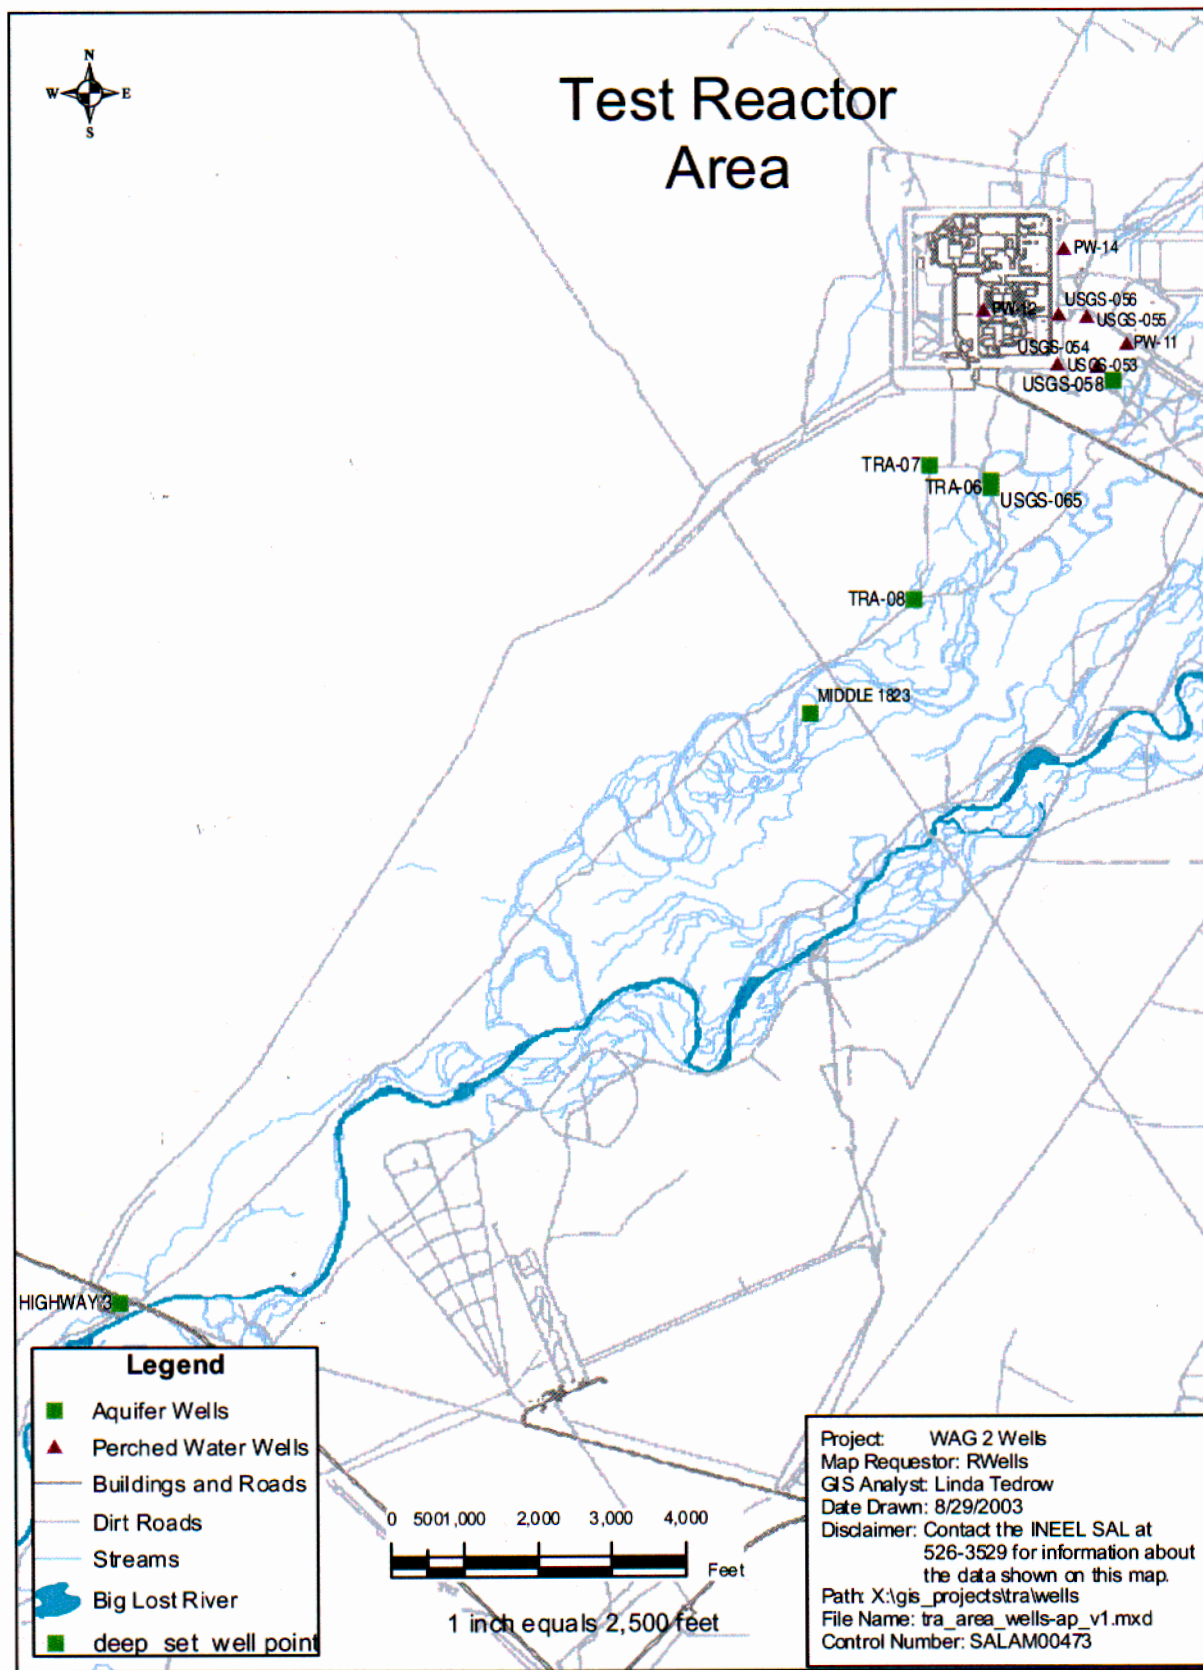 N
W E
S
Test Reactor
Area
PW-14
USGS-056
PW-12
USGS-055
PW-11
USGS-054
USGS-053
USGS-058
TRA-07
TRA-06
USGS-065
TRA-08
MIDDLE 1823
HIGHWAY 3
Legend
Aquifer Wells
Perched Water Wells
Buildings and Roads
Dirt Roads
Streams
Big Lost River
deep set well point
0 500 1,000 2,000 3,000 4,000
Feet
1 inch equals 2,500 feet
Project: WAG 2 Wells
Map Requestor: RWells
GIS Analyst: Linda Tedrow
Date Drawn: 8/29/2003
Disclaimer: Contact the INEEL SAL at
526-3529 for information about
the data shown on this map.
Path: X:\gis_projects\tra\wells
File Name: tra_area_wells-ap_v1.mxd
Control Number: SALAM00473